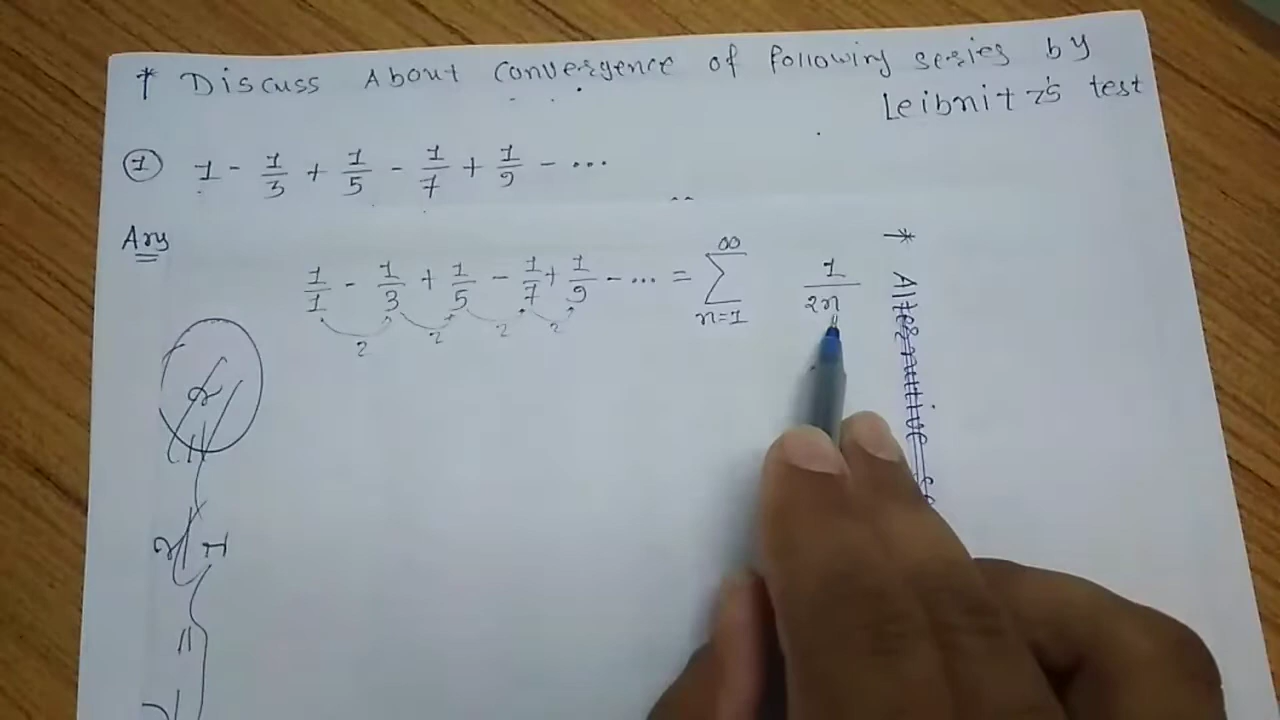 * Discuss About convergence of following series by
Leibnitz's test
① 1 - 1/3 + 1/5 - 1/7 + 1/9 - ...
Ans
1/1 - 1/3 + 1/5 - 1/7 + 1/9 - ... = ∑ n=1 ∞ 1/2n
2 2 2 2
* Alternative